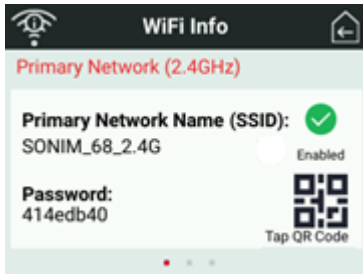 WiFi Info
Primary Network (2.4GHz)
Primary Network Name (SSID):
SONIM_68_2.4G
Enabled
Password:
414edb40
Tap QR Code